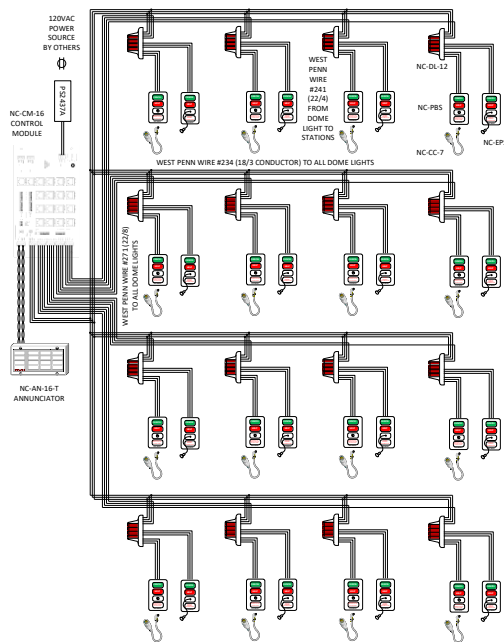 120VAC
POWER
SOURCE
BY OTHERS
PS2437A
NC-CM-16
CONTROL
MODULE
WEST
PENN
WIRE
#241
(22/4)
FROM
DOME
LIGHT TO
STATIONS
NC-DL-12
NC-PBS
NC-EPS
NC-CC-7
WEST PENN WIRE #234 (18/3 CONDUCTOR) TO ALL DOME LIGHTS
WEST PENN WIRE #271 (22/8)
TO ALL DOME LIGHTS
NC-AN-16-T
ANNUNCIATOR